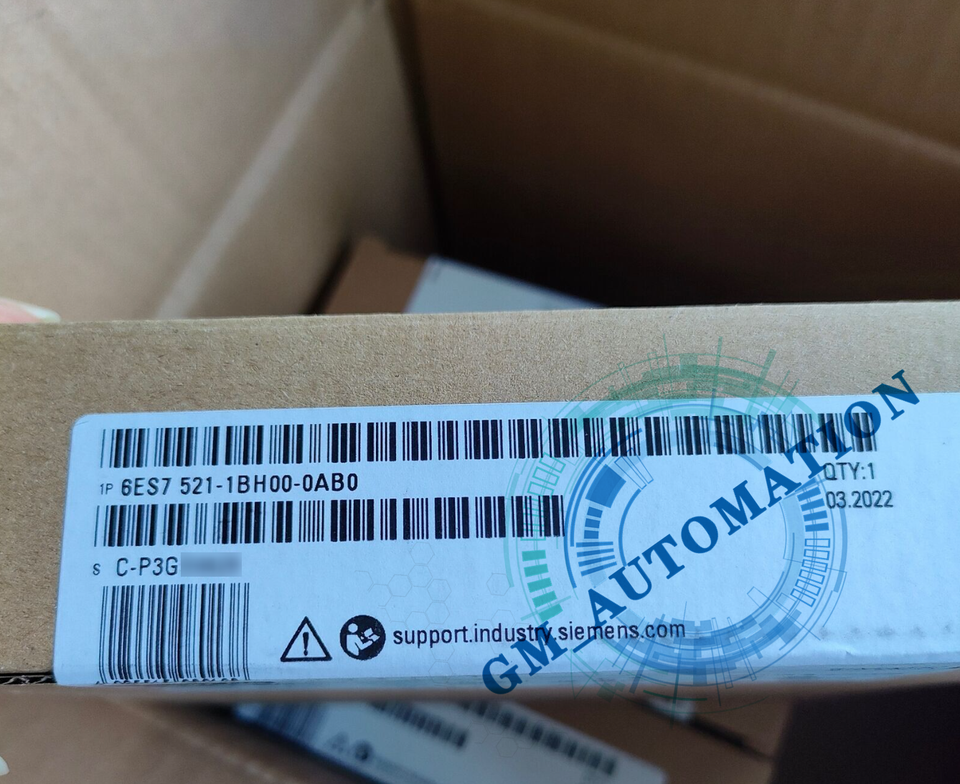 1P 6ES7 521-1BH00-0AB0
QTY:1
03.2022
S C-P3G
support.industry.siemens.com
GM_AUTOMATION